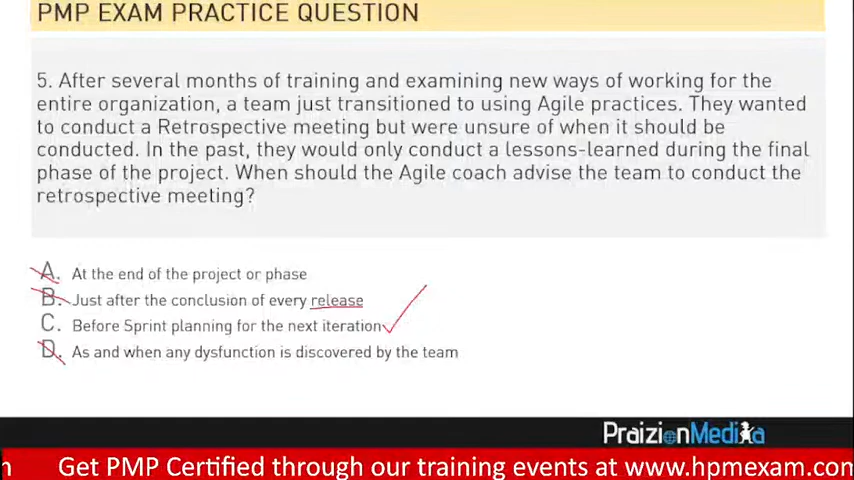 PMP EXAM PRACTICE QUESTION
5. After several months of training and examining new ways of working for the
entire organization, a team just transitioned to using Agile practices. They wanted
to conduct a Retrospective meeting but were unsure of when it should be
conducted. In the past, they would only conduct a lessons-learned during the final
phase of the project. When should the Agile coach advise the team to conduct the
retrospective meeting?
A. At the end of the project or phase
B. Just after the conclusion of every release
C. Before Sprint planning for the next iteration
D. As and when any dysfunction is discovered by the team
PraizionMedia
Get PMP Certified through our training events at www.hpmexam.com